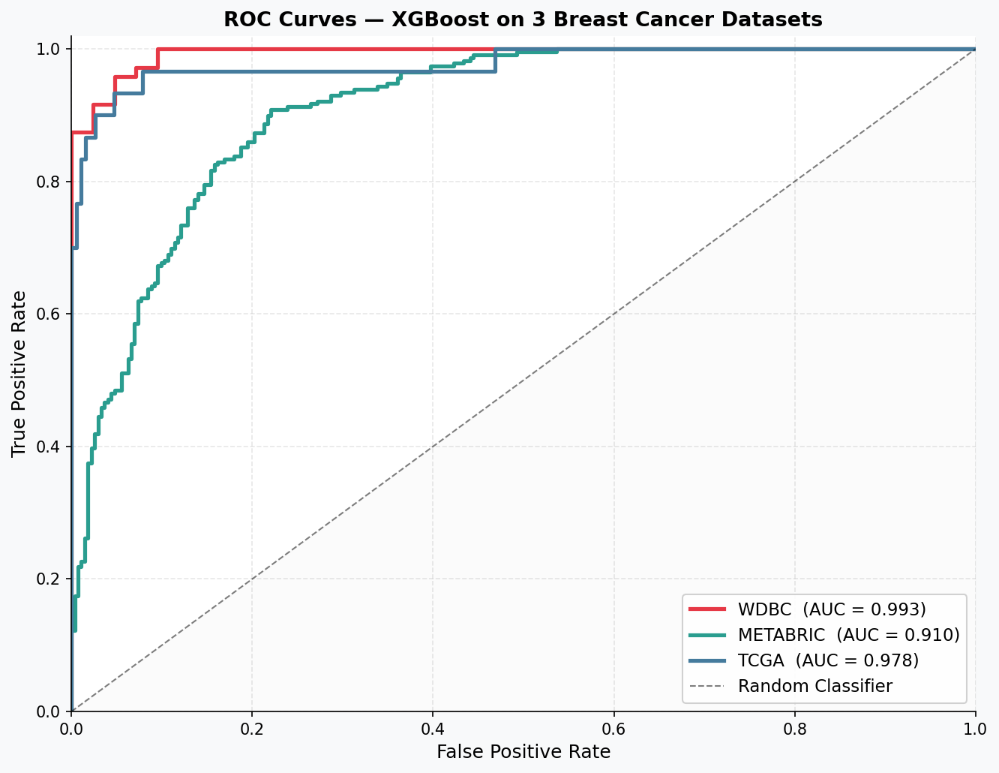 ROC Curves — XGBoost on 3 Breast Cancer Datasets
1.0
0.8
0.6
0.4
0.2
0.0
True Positive Rate
0.0 0.2 0.4 0.6 0.8 1.0
False Positive Rate
WDBC (AUC = 0.993)
METABRIC (AUC = 0.910)
TCGA (AUC = 0.978)
Random Classifier